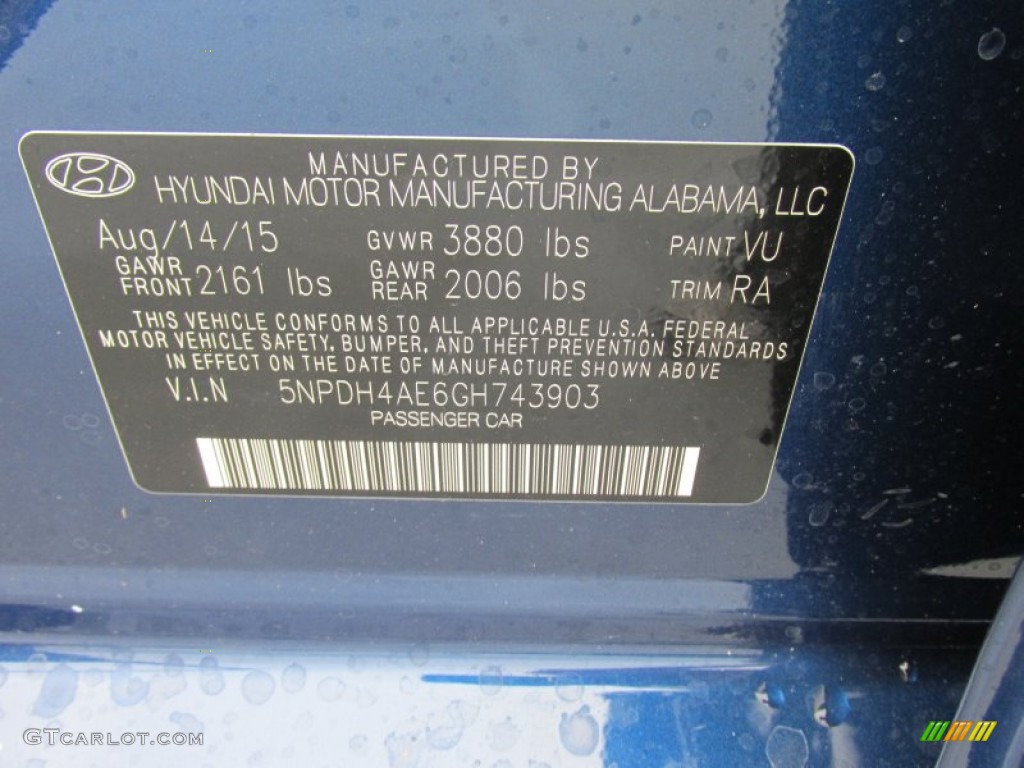 MANUFACTURED BY
HYUNDAI MOTOR MANUFACTURING ALABAMA, LLC
Aug/14/15 GVWR 3880 lbs PAINT VU
GAWR FRONT 2161 lbs GAWR REAR 2006 lbs TRIM RA
THIS VEHICLE CONFORMS TO ALL APPLICABLE U.S.A. FEDERAL
MOTOR VEHICLE SAFETY, BUMPER, AND THEFT PREVENTION STANDARDS
IN EFFECT ON THE DATE OF MANUFACTURE SHOWN ABOVE
V.I.N 5NPDH4AE6GH743903
PASSENGER CAR
GTCARLOT.COM